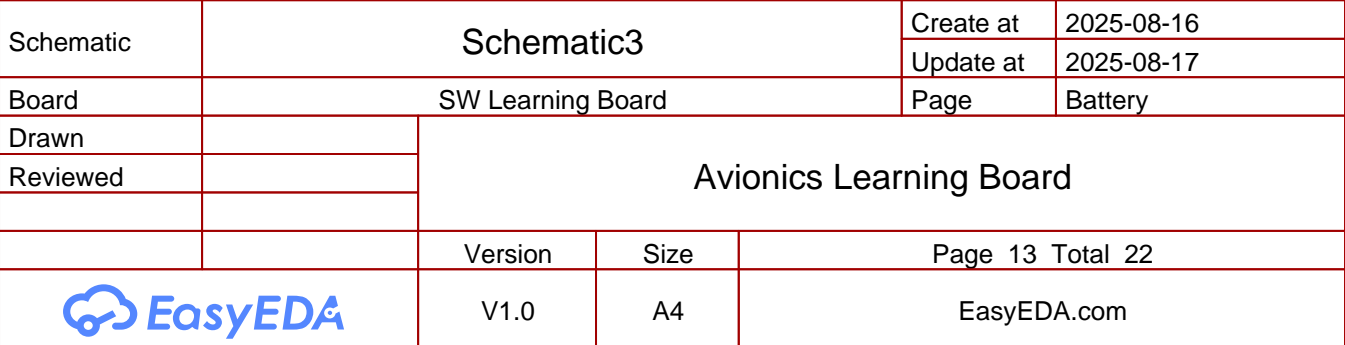 Schematic
Schematic3
Create at 2025-08-16
Update at 2025-08-17
Board SW Learning Board Page Battery
Drawn
Reviewed
Avionics Learning Board
Version Size Page 13 Total 22
EasyEDA V1.0 A4 EasyEDA.com